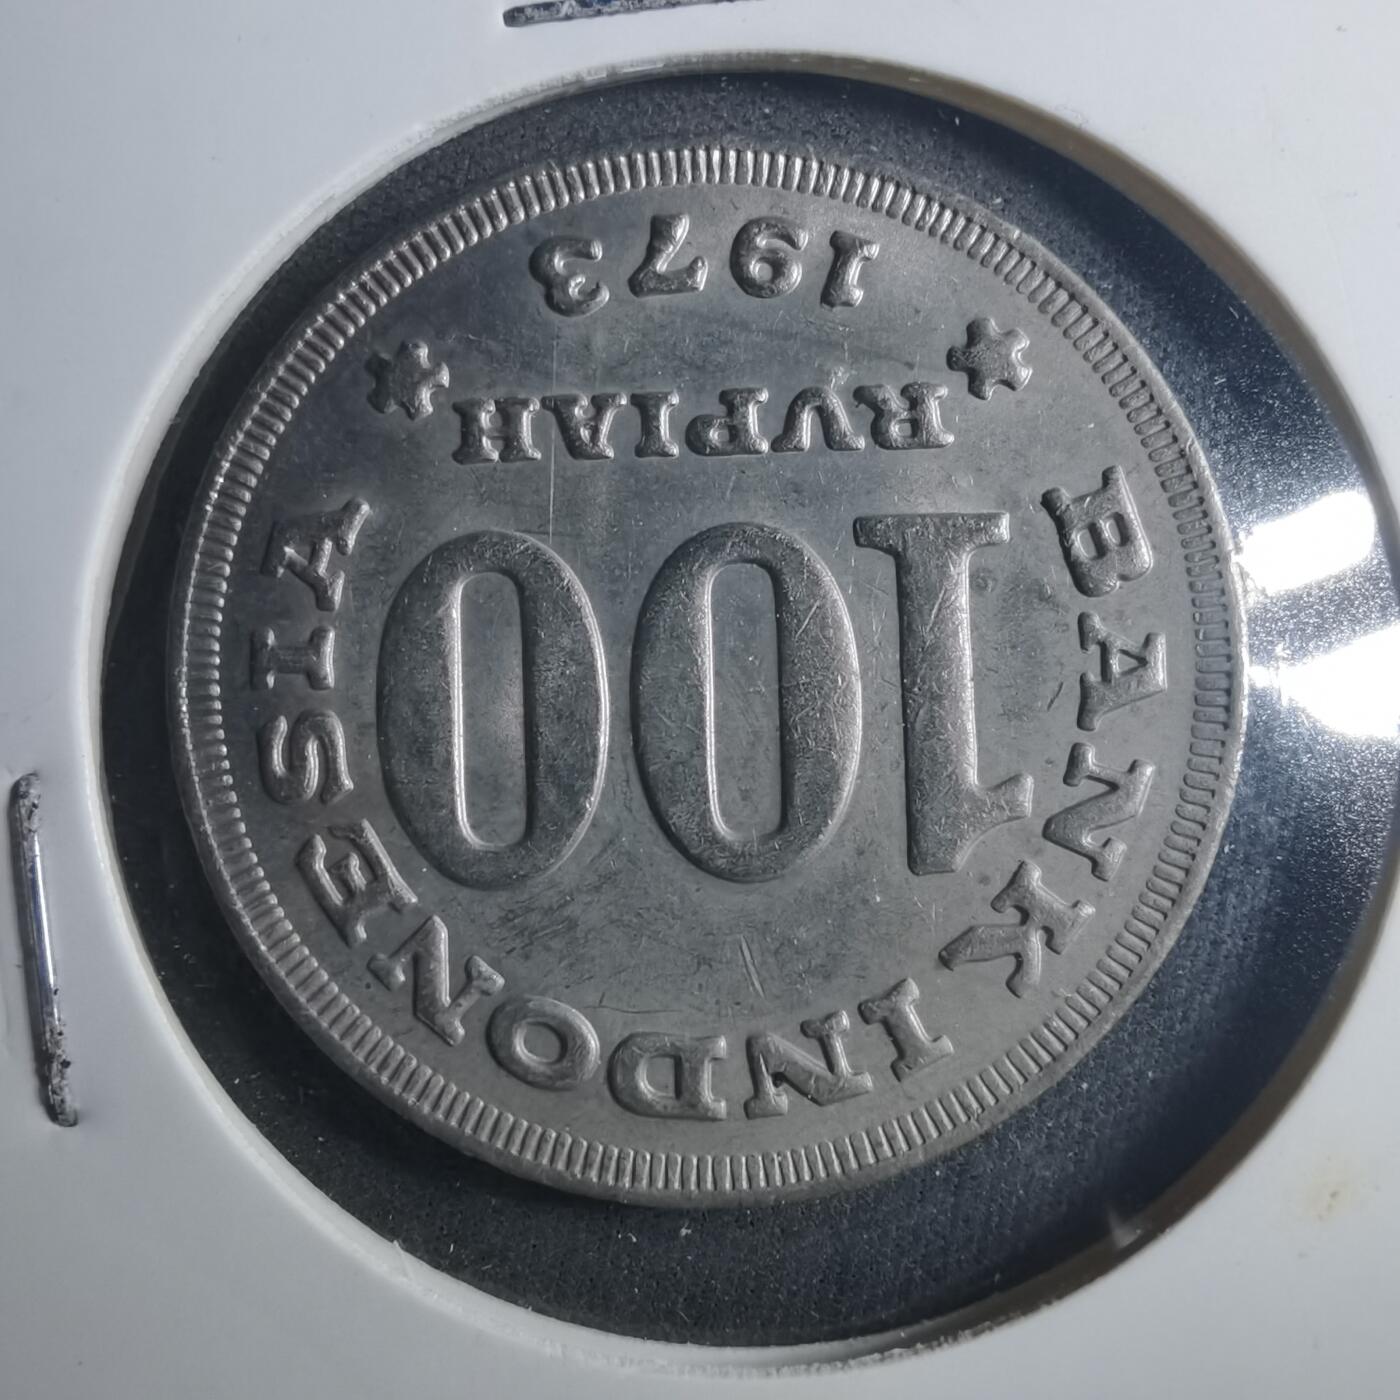 BANK INDONESIA
100
RVPIAH
1973